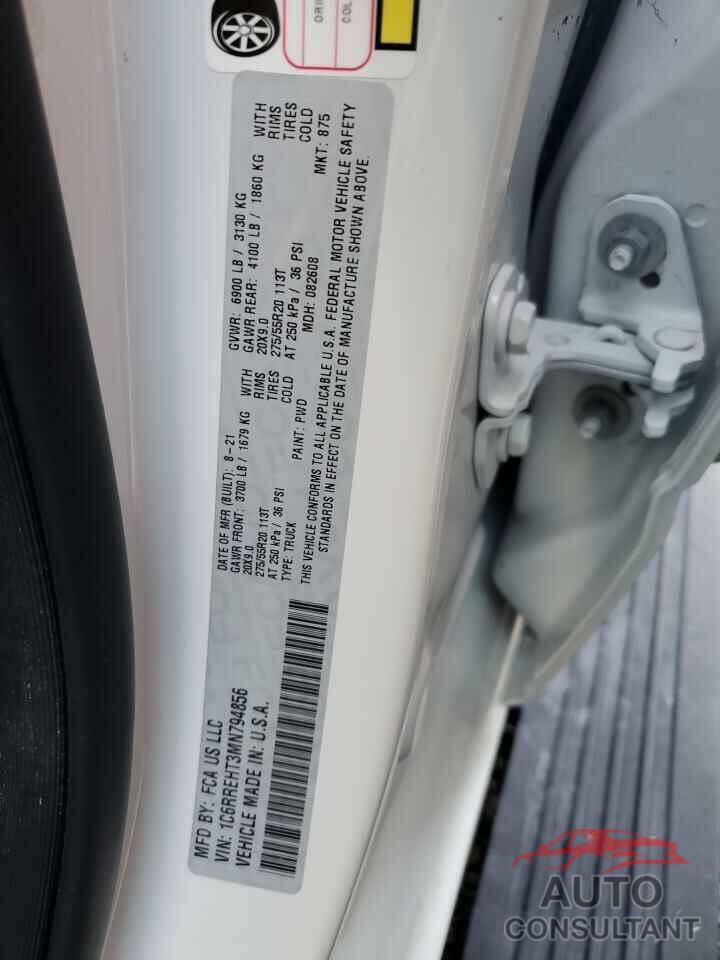 ORI
COL
MFD BY: FCA US LLC
VIN: 1C6RREHT3MN794856
VEHICLE MADE IN: U.S.A.
DATE OF MFR (BUILT): 8-21 GVWR: 6900 LB / 3130 KG
GAWR FRONT: 3700 LB / 1679 KG WITH GAWR REAR: 4100 LB / 1860 KG WITH
20X9.0 RIMS 20X9.0 RIMS
275/55R20 113T TIRES 275/55R20 113T TIRES
AT 250 kPa / 36 PSI COLD AT 250 kPa / 36 PSI COLD
TYPE: TRUCK PAINT: PWD MDH: 082608 MKT: 875
THIS VEHICLE CONFORMS TO ALL APPLICABLE U.S.A. FEDERAL MOTOR VEHICLE SAFETY
STANDARDS IN EFFECT ON THE DATE OF MANUFACTURE SHOWN ABOVE.
AUTO
CONSULTANT